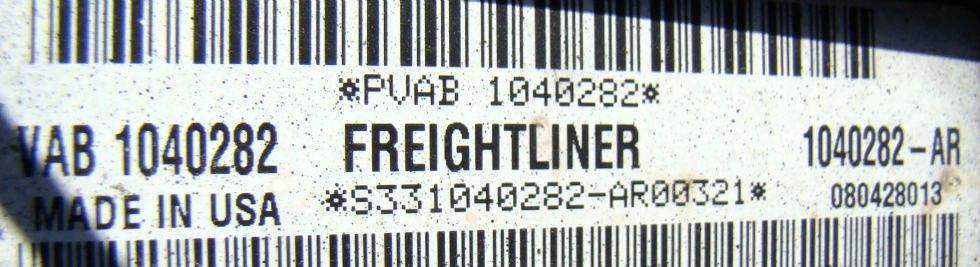 *PVAB 1040282*
VAB 1040282 FREIGHTLINER 1040282-AR
*S331040282-AR00321* 080428013
MADE IN USA